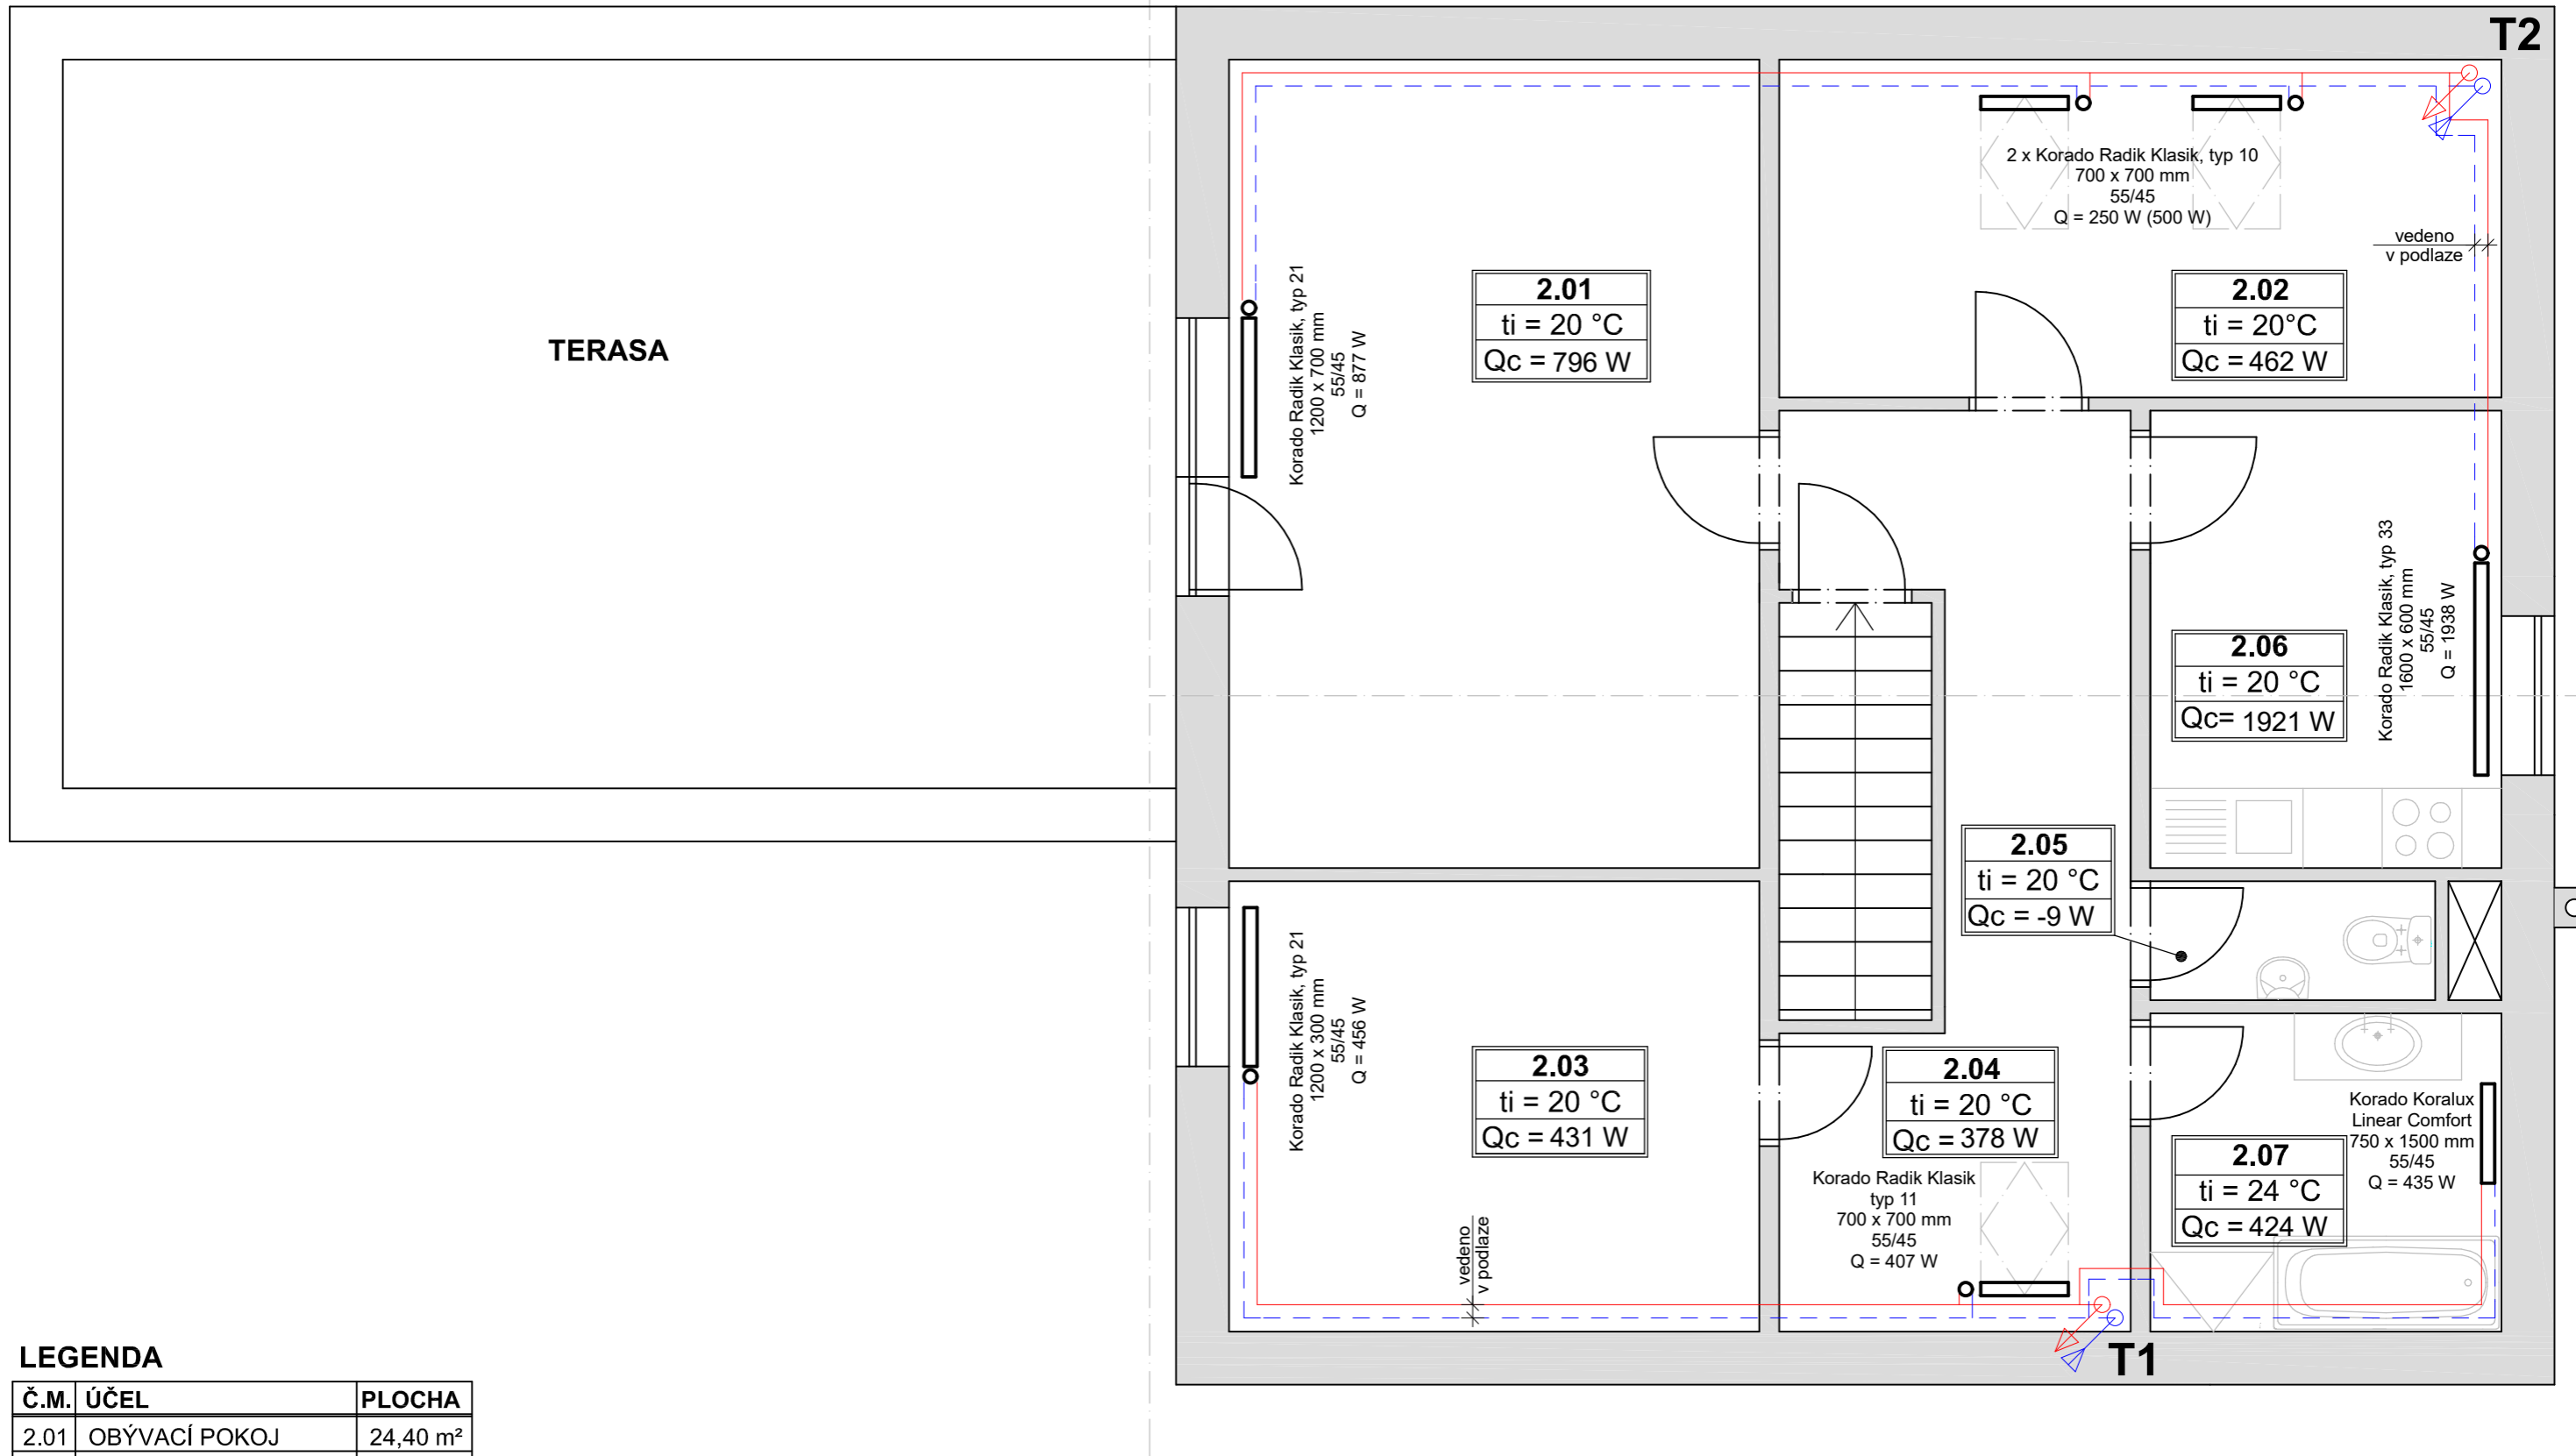 T2
2 x Korado Radik Klasik, typ 10
700 x 700 mm
55/45
Q = 250 W (500 W)
vedeno
v podlaze
TERASA
Korado Radik Klasik, typ 21
1200 x 700 mm
55/45
Q = 877 W
2.01
ti = 20 °C
Qc = 796 W
2.02
ti = 20°C
Qc = 462 W
Korado Radik Klasik, typ 33
1600 x 600 mm
55/45
Q = 1938 W
2.06
ti = 20 °C
Qc= 1921 W
2.05
ti = 20 °C
Qc = -9 W
Korado Radik Klasik, typ 21
1200 x 300 mm
55/45
Q = 456 W
2.03
ti = 20 °C
Qc = 431 W
2.04
ti = 20 °C
Qc = 378 W
Korado Radik Klasik
typ 11
700 x 700 mm
55/45
Q = 407 W
Korado Koralux
Linear Comfort
750 x 1500 mm
55/45
Q = 435 W
2.07
ti = 24 °C
Qc = 424 W
vedeno
v podlaze
T1
LEGENDA
Č.M. ÚČEL PLOCHA
2.01 OBÝVACÍ POKOJ 24,40 m²